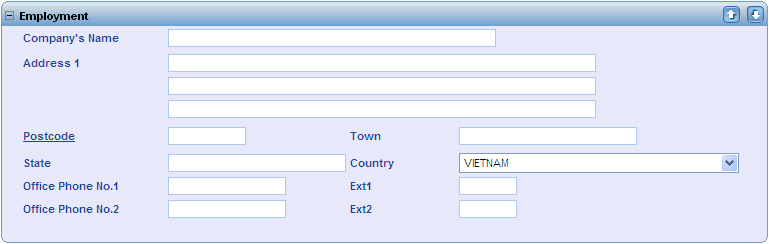 Employment
Company's Name
Address 1
Postcode Town
State Country VIETNAM
Office Phone No.1 Ext1
Office Phone No.2 Ext2